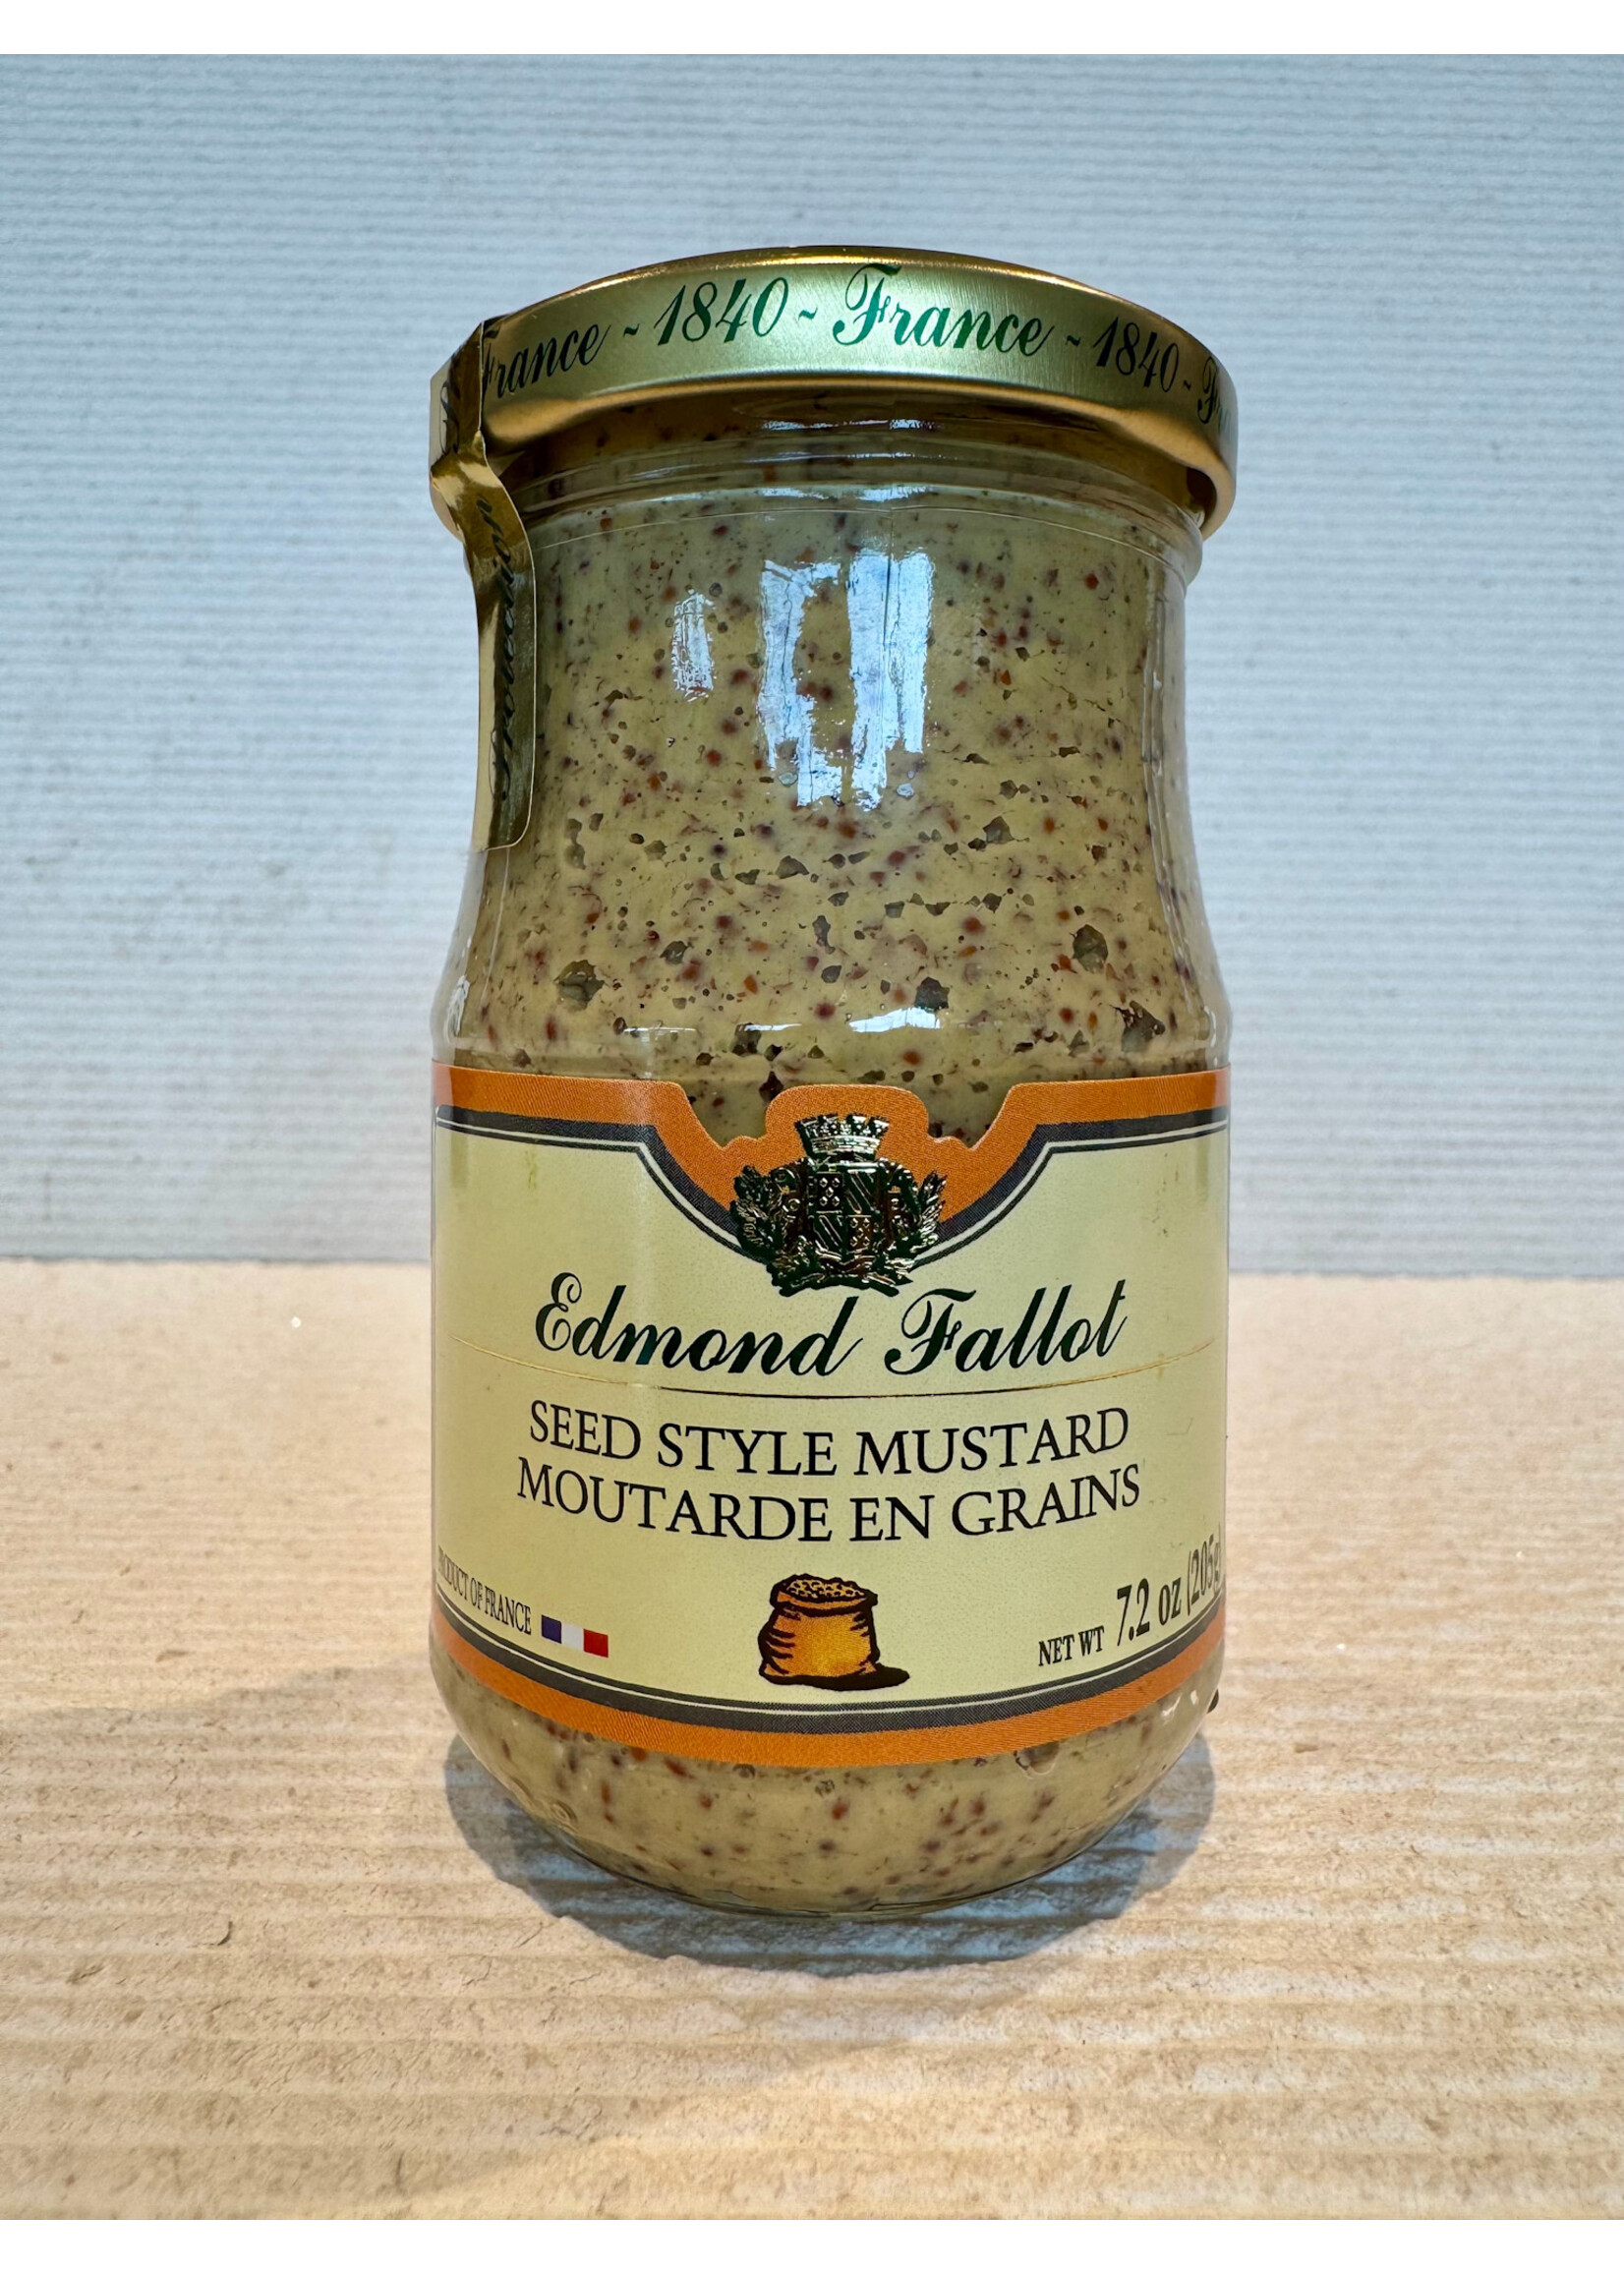 France ~ 1840 ~ France ~ 1840 ~
Edmond Fallot
SEED STYLE MUSTARD
MOUTARDE EN GRAINS
PRODUCT OF FRANCE
NET WT 7.2 oz (205g)